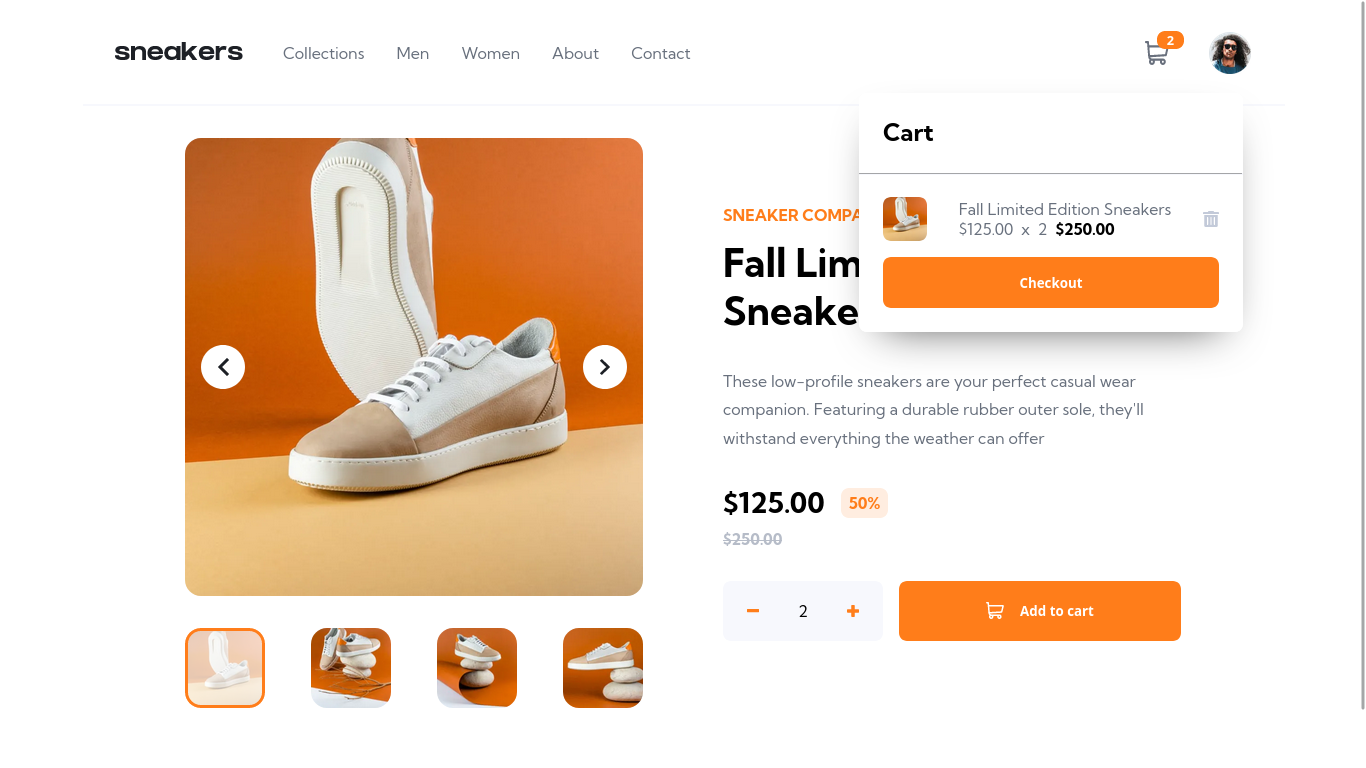 sneakers Collections Men Women About Contact 2
Cart
Fall Limited Edition Sneakers
$125.00 x 2 $250.00
Checkout
SNEAKER COMPA
Fall Lim
Sneake
These low-profile sneakers are your perfect casual wear
companion. Featuring a durable rubber outer sole, they'll
withstand everything the weather can offer
$125.00 50%
$250.00
2 Add to cart